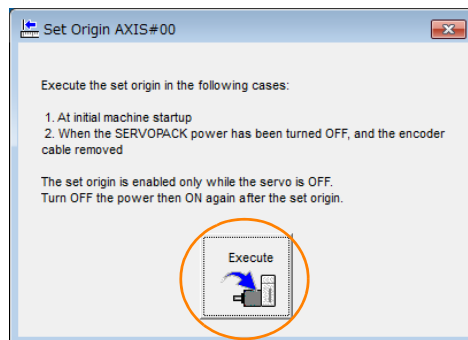 Set Origin AXIS#00
Execute the set origin in the following cases:
1. At initial machine startup
2. When the SERVOPACK power has been turned OFF, and the encoder
cable removed
The set origin is enabled only while the servo is OFF.
Turn OFF the power then ON again after the set origin.
Execute